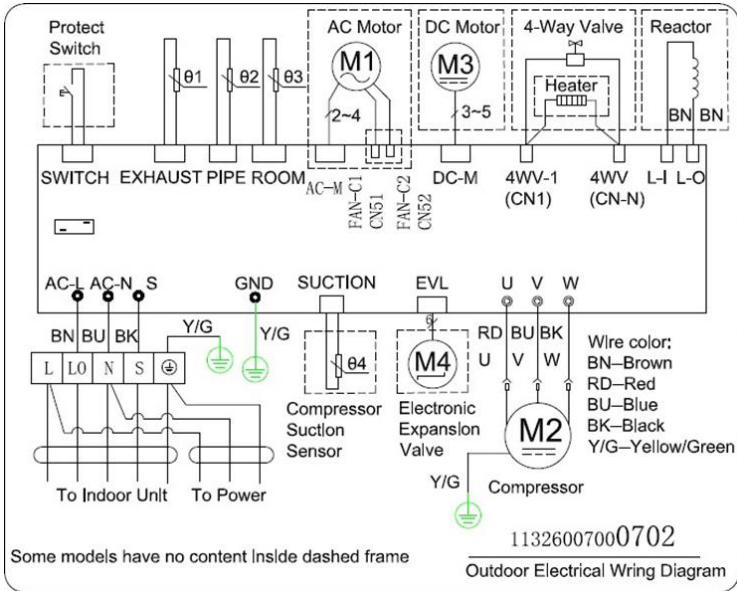 Protect
Switch
θ1
θ2
θ3
AC Motor
M1
2~4
DC Motor
M3
3~5
4-Way Valve
Heater
Reactor
BN
BN
SWITCH
EXHAUST
PIPE
ROOM
AC-M
FAN-C1
CN51
FAN-C2
CN52
DC-M
4WV-1
(CN1)
4WV
(CN-N)
L-I
L-O
AC-L
AC-N
S
GND
SUCTION
EVL
U
V
W
BN
BU
BK
Y/G
Y/G
6
RD
BU
BK
U
V
W
L
L0
N
S
θ4
M4
M2
Compressor
Suction
Sensor
Electronic
Expansion
Valve
Y/G
Compressor
Wire color:
BN—Brown
RD—Red
BU—Blue
BK—Black
Y/G—Yellow/Green
To Indoor Unit
To Power
11326007000702
Some models have no content inside dashed frame
Outdoor Electrical Wiring Diagram